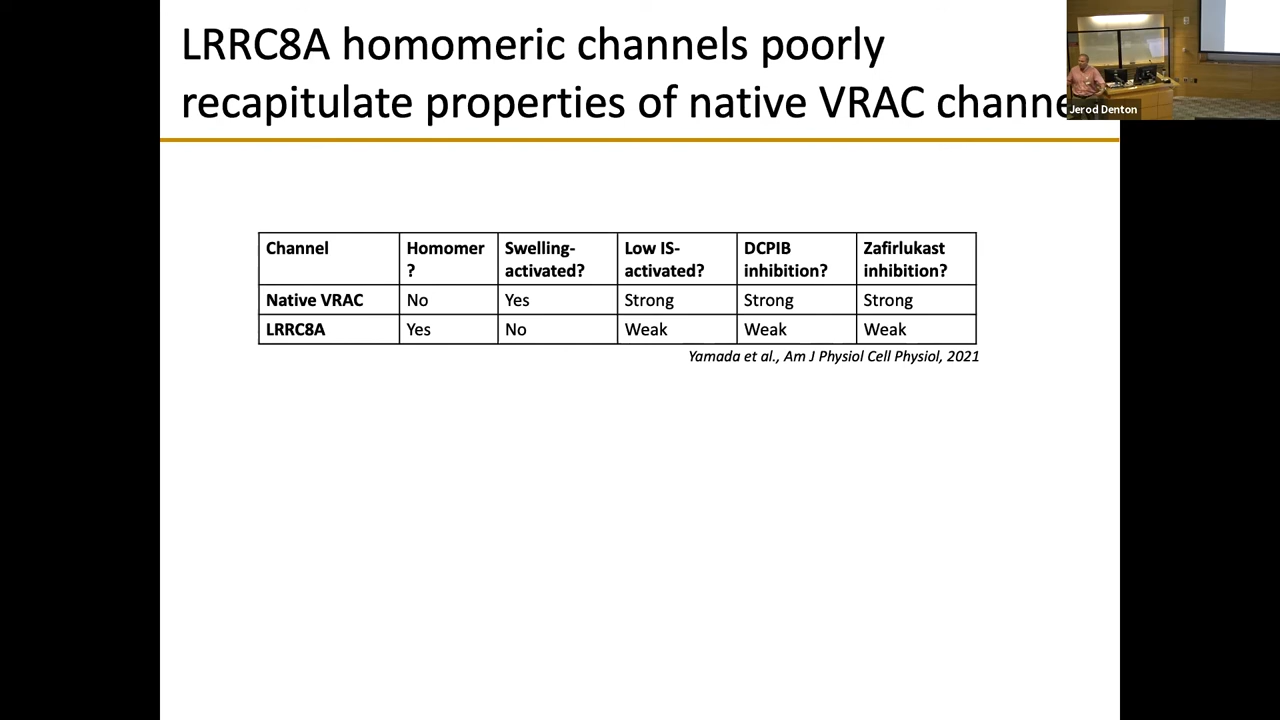 LRRC8A homomeric channels poorly
recapitulate properties of native VRAC channe
Jerod Denton
Channel Homomer ? Swelling-activated? Low IS-activated? DCPIB inhibition? Zafirlukast inhibition?
Native VRAC No Yes Strong Strong Strong
LRRC8A Yes No Weak Weak Weak
Yamada et al., Am J Physiol Cell Physiol, 2021